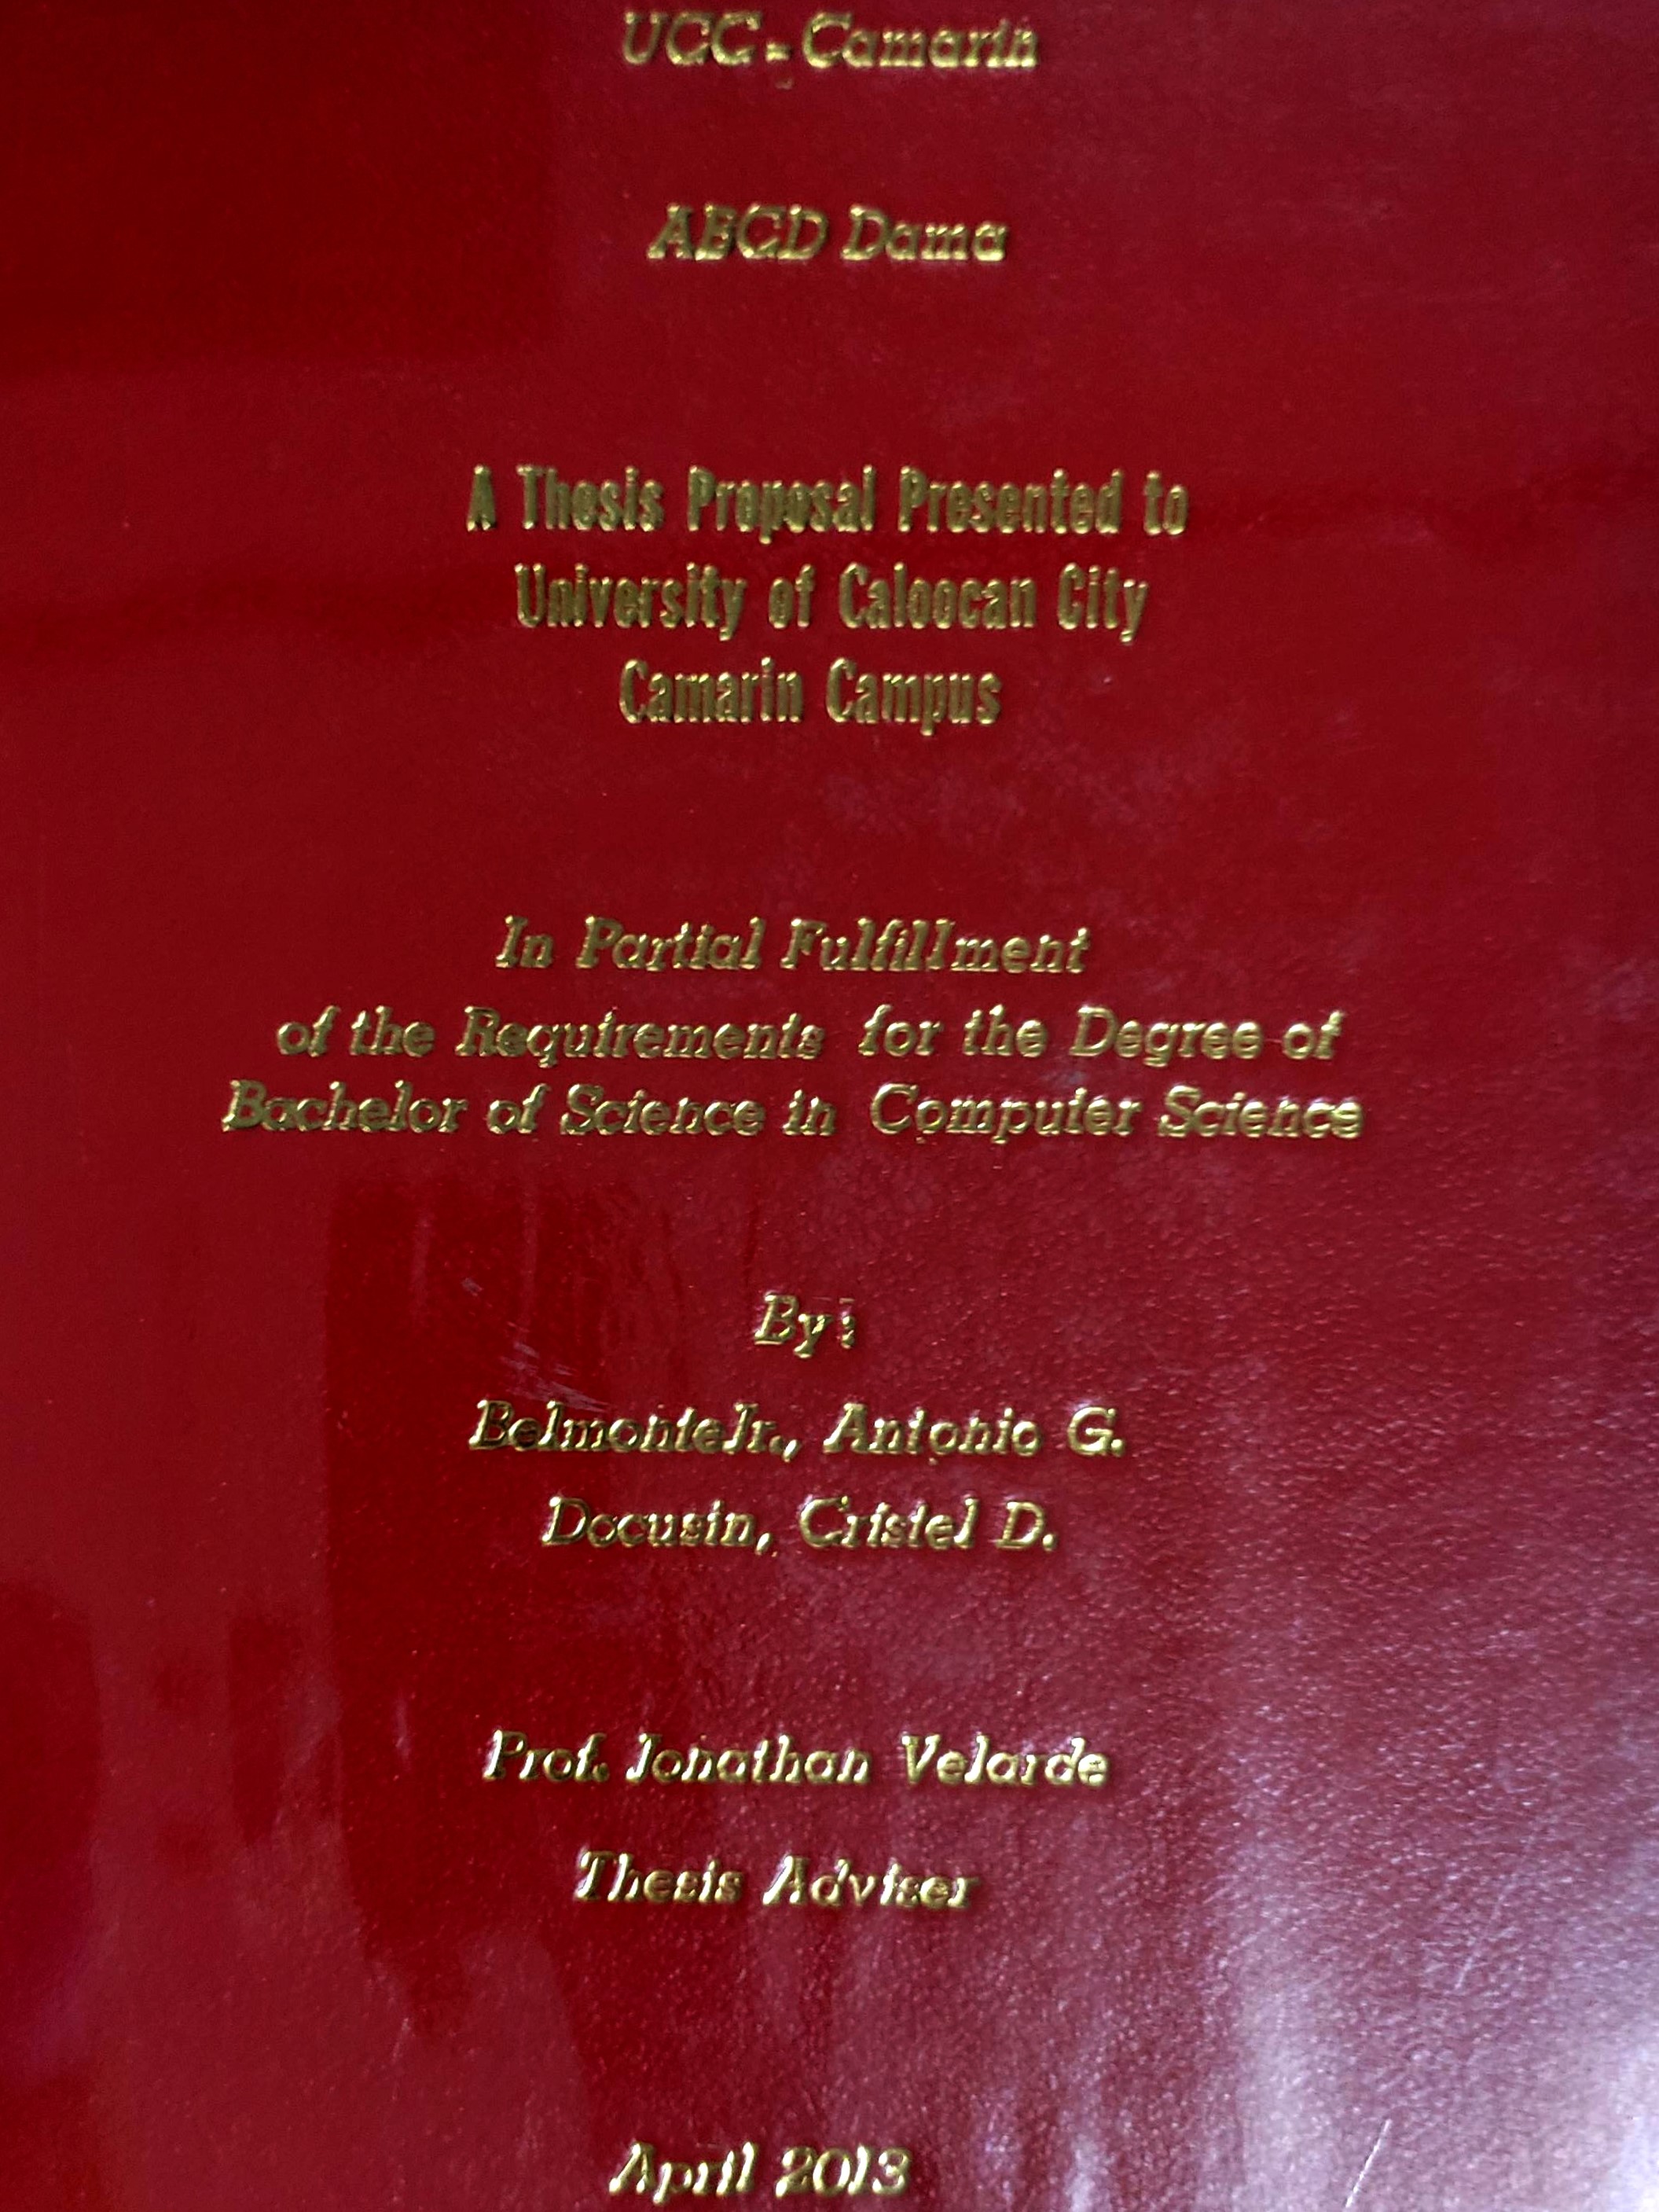 UCC - Camarin
ABCD Dama
A Thesis Proposal Presented to
University of Caloocan City
Camarin Campus
In Partial Fulfillment
of the Requirements for the Degree of
Bachelor of Science in Computer Science
By:
BelmonteJr., Antonio G.
Docusin, Cristel D.
Prof. Jonathan Velarde
Thesis Adviser
April 2013